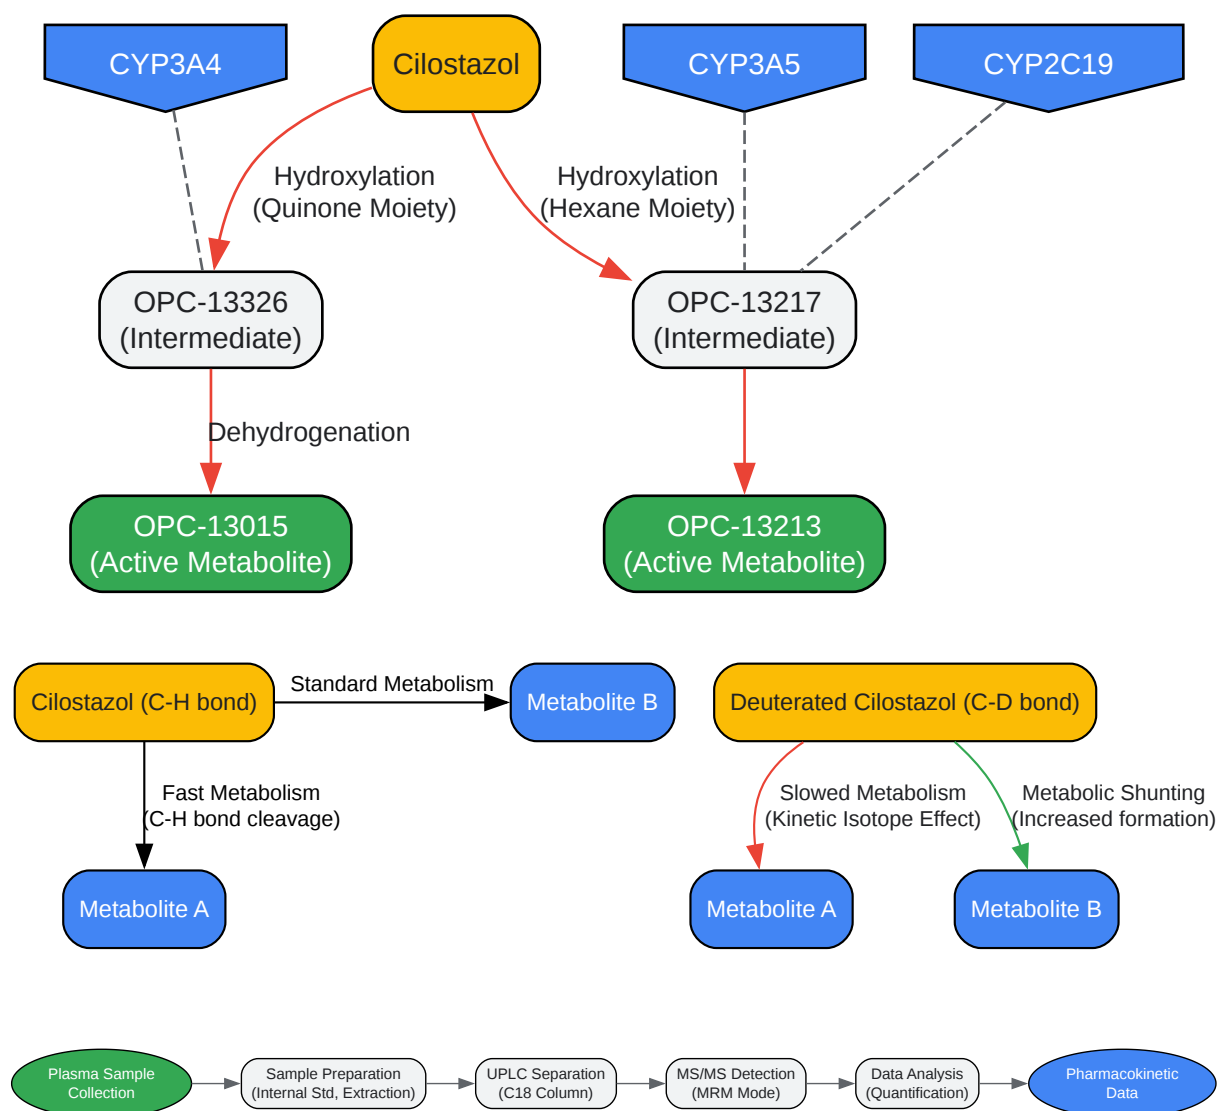 CYP3A4
Cilostazol
CYP3A5
CYP2C19
Hydroxylation
(Quinone Moiety)
Hydroxylation
(Hexane Moiety)
OPC-13326
(Intermediate)
OPC-13217
(Intermediate)
Dehydrogenation
OPC-13015
(Active Metabolite)
OPC-13213
(Active Metabolite)
Cilostazol (C-H bond)
Standard Metabolism
Metabolite B
Deuterated Cilostazol (C-D bond)
Fast Metabolism
(C-H bond cleavage)
Slowed Metabolism
(Kinetic Isotope Effect)
Metabolic Shunting
(Increased formation)
Metabolite A
Metabolite A
Metabolite B
Plasma Sample
Collection
Sample Preparation
(Internal Std, Extraction)
UPLC Separation
(C18 Column)
MS/MS Detection
(MRM Mode)
Data Analysis
(Quantification)
Pharmacokinetic
Data